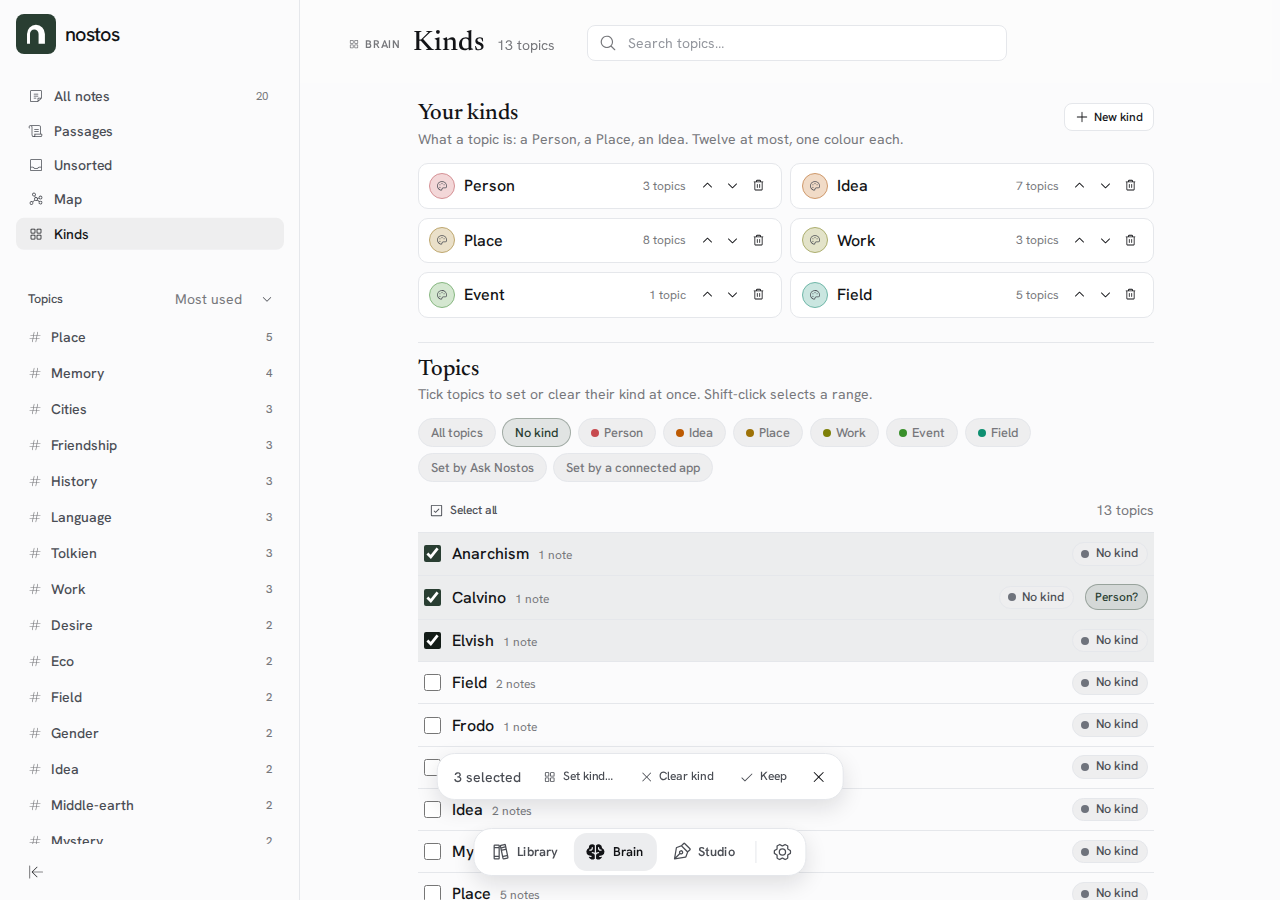 nostos
All notes 20
Passages
Unsorted
Map
Kinds
Topics Most used
Place 5
Memory 4
Cities 3
Friendship 3
History 3
Language 3
Tolkien 3
Work 3
Desire 2
Eco 2
Field 2
Gender 2
Idea 2
Middle-earth 2
Mystery 2
BRAIN Kinds 13 topics
Search topics...
Your kinds
New kind
What a topic is: a Person, a Place, an Idea. Twelve at most, one colour each.
Person 3 topics
Idea 7 topics
Place 8 topics
Work 3 topics
Event 1 topic
Field 5 topics
Topics
Tick topics to set or clear their kind at once. Shift-click selects a range.
All topics No kind Person Idea Place Work Event Field
Set by Ask Nostos Set by a connected app
Select all 13 topics
Anarchism 1 note No kind
Calvino 1 note No kind Person?
Elvish 1 note No kind
Field 2 notes No kind
Frodo 1 note No kind
No kind
3 selected Set kind... Clear kind Keep
Idea 2 notes No kind
My No kind
Library Brain Studio
Place 5 notes No kind